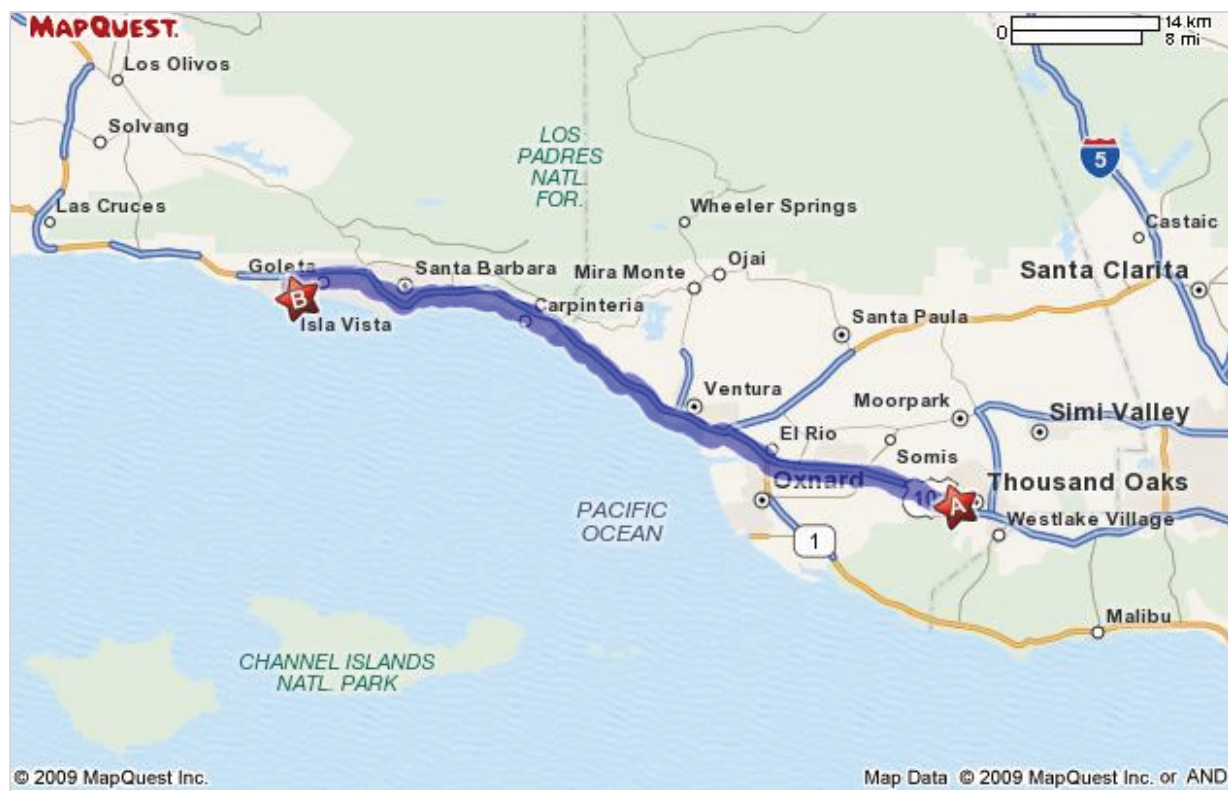 MAPQUEST.
0
14 km
8 mi
Los Olivos
Solvang
LOS
PADRES
NATL.
FOR.
5
Las Cruces
Wheeler Springs
Castaic
Goleta
Santa Barbara
Mira Monte
Ojai
Santa Clarita
B
Isla Vista
Carpinteria
Santa Paula
Ventura
Moorpark
Simi Valley
El Rio
Somis
Oxnard
10
A
Thousand Oaks
Westlake Village
PACIFIC
OCEAN
1
Malibu
CHANNEL ISLANDS
NATL. PARK
© 2009 MapQuest Inc.
Map Data © 2009 MapQuest Inc. or AND